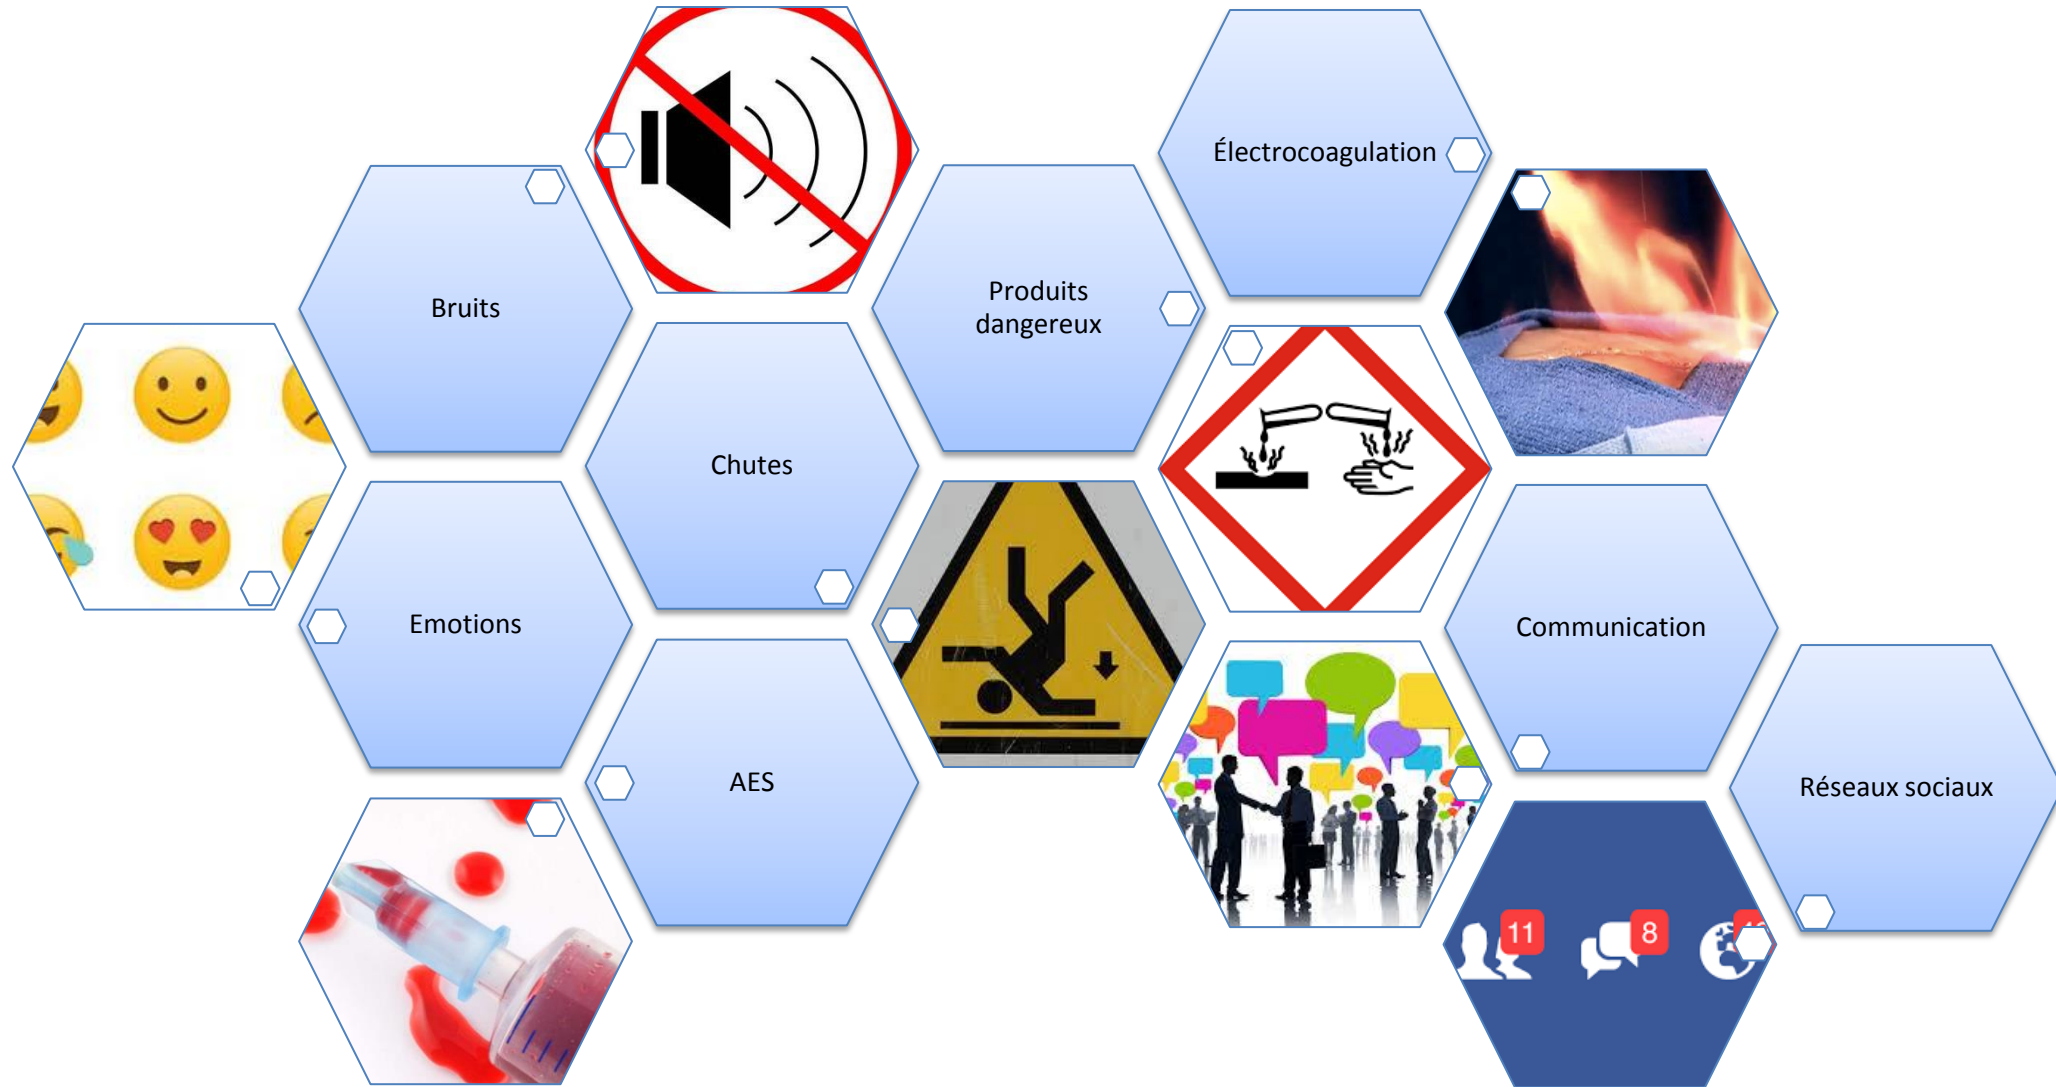 Électrocoagulation
Bruits
Produits
dangereux
Chutes
Emotions
Communication
AES
Réseaux sociaux
11
8